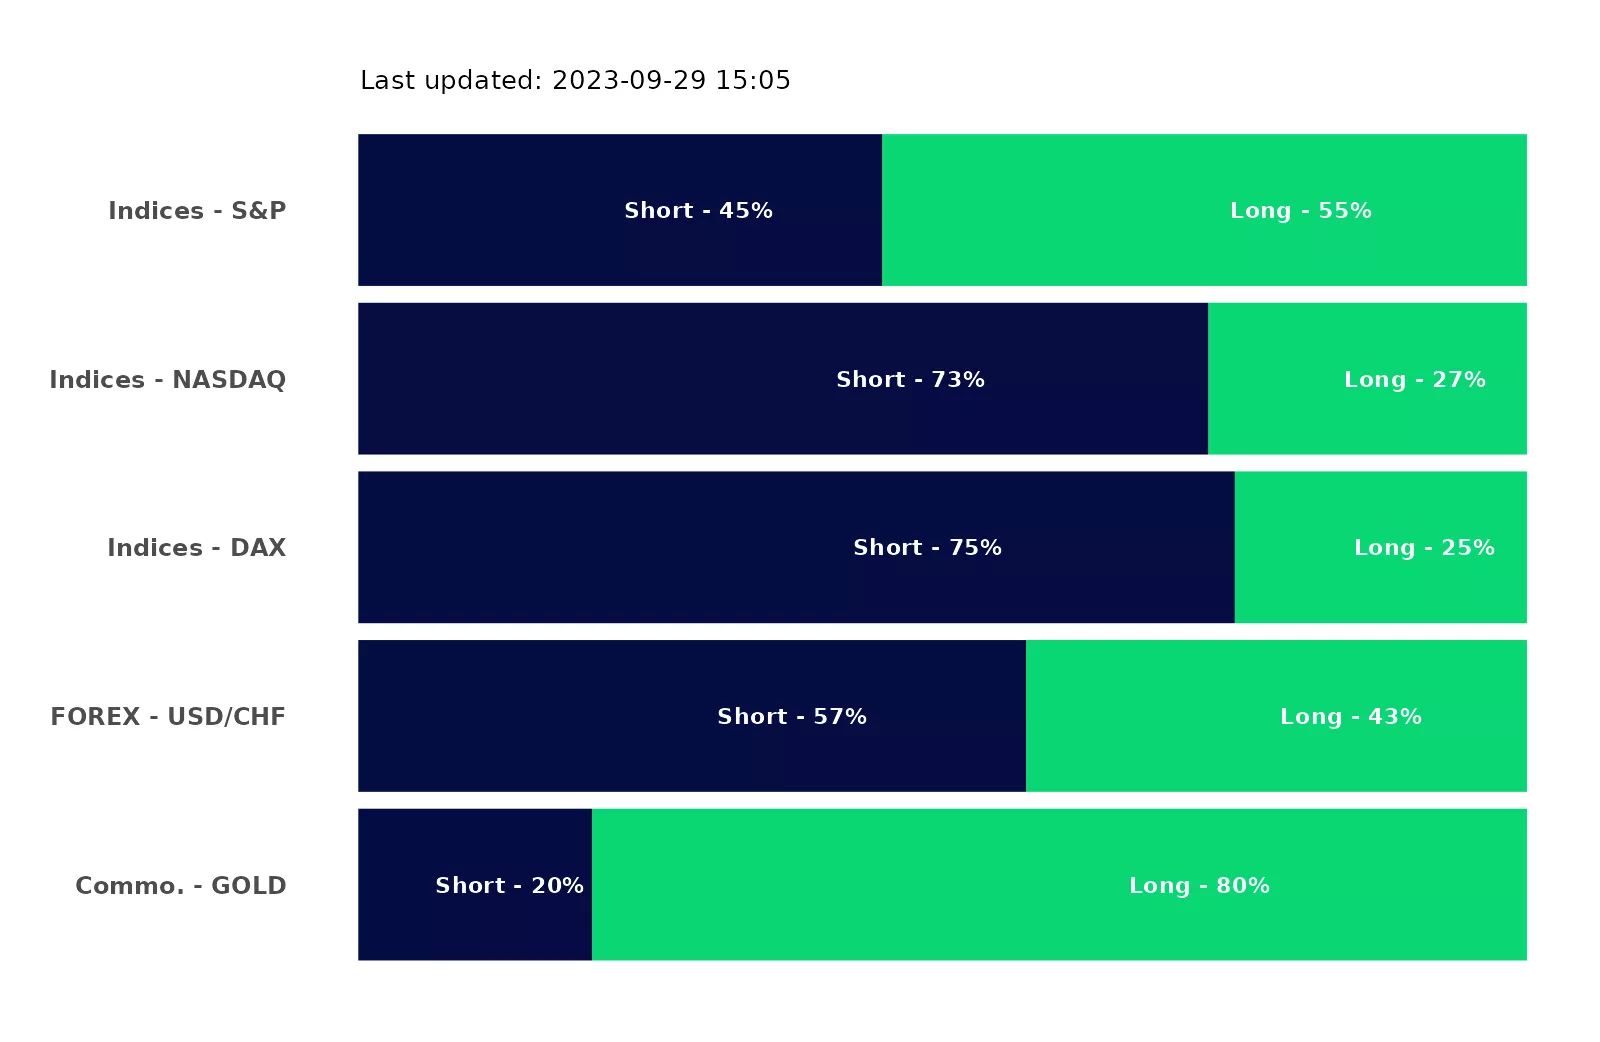 Last updated: 2023-09-29 15:05
Indices - S&P Short - 45% Long - 55%
Indices - NASDAQ Short - 73% Long - 27%
Indices - DAX Short - 75% Long - 25%
FOREX - USD/CHF Short - 57% Long - 43%
Commo. - GOLD Short - 20% Long - 80%